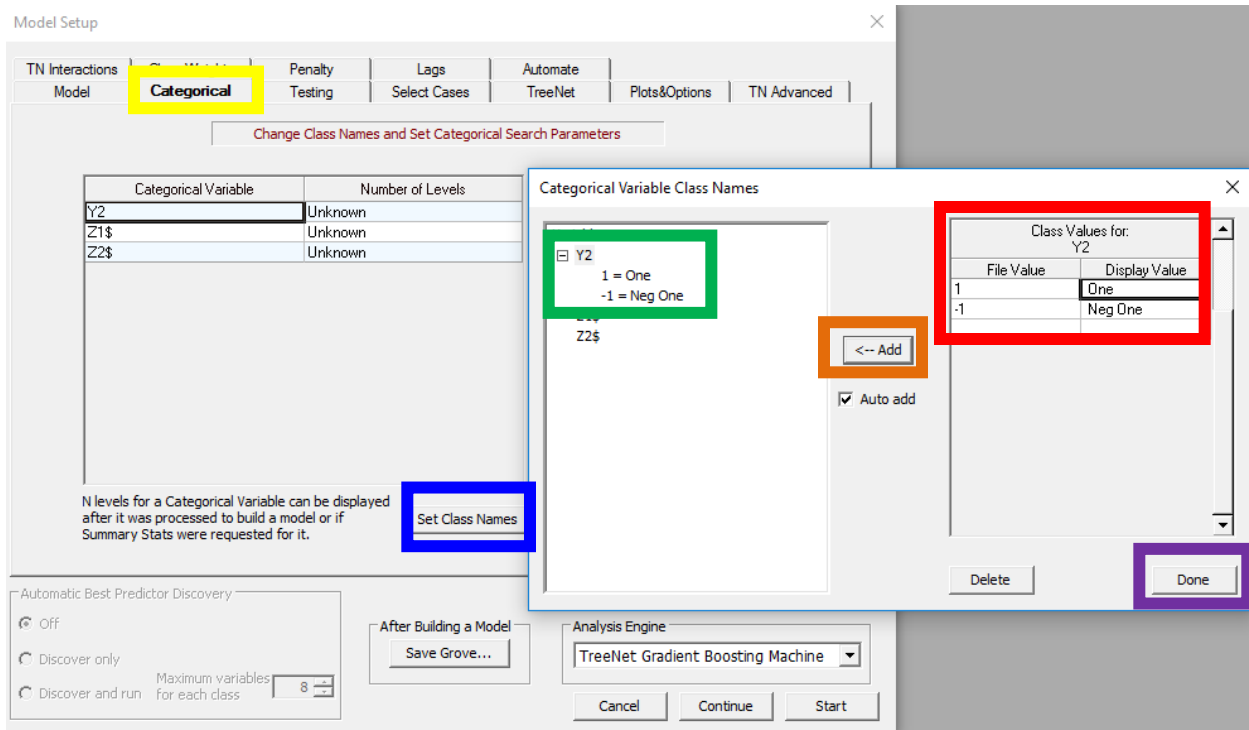 Model Setup
TN Interactions Penalty Lags Automate
Model Categorical Testing Select Cases TreeNet Plots&Options TN Advanced
Change Class Names and Set Categorical Search Parameters
Categorical Variable Number of Levels
Y2 Unknown
Z1$ Unknown
Z2$ Unknown
N levels for a Categorical Variable can be displayed
after it was processed to build a model or if
Summary Stats were requested for it.
Set Class Names
Categorical Variable Class Names
Y2
1 = One
-1 = Neg One
Z2$
<-- Add
Auto add
Class Values for:
Y2
File Value Display Value
1 One
-1 Neg One
Delete Done
Automatic Best Predictor Discovery
Off
Discover only
Discover and run
Maximum variables
for each class
8
After Building a Model
Save Grove...
Analysis Engine
TreeNet Gradient Boosting Machine
Cancel Continue Start